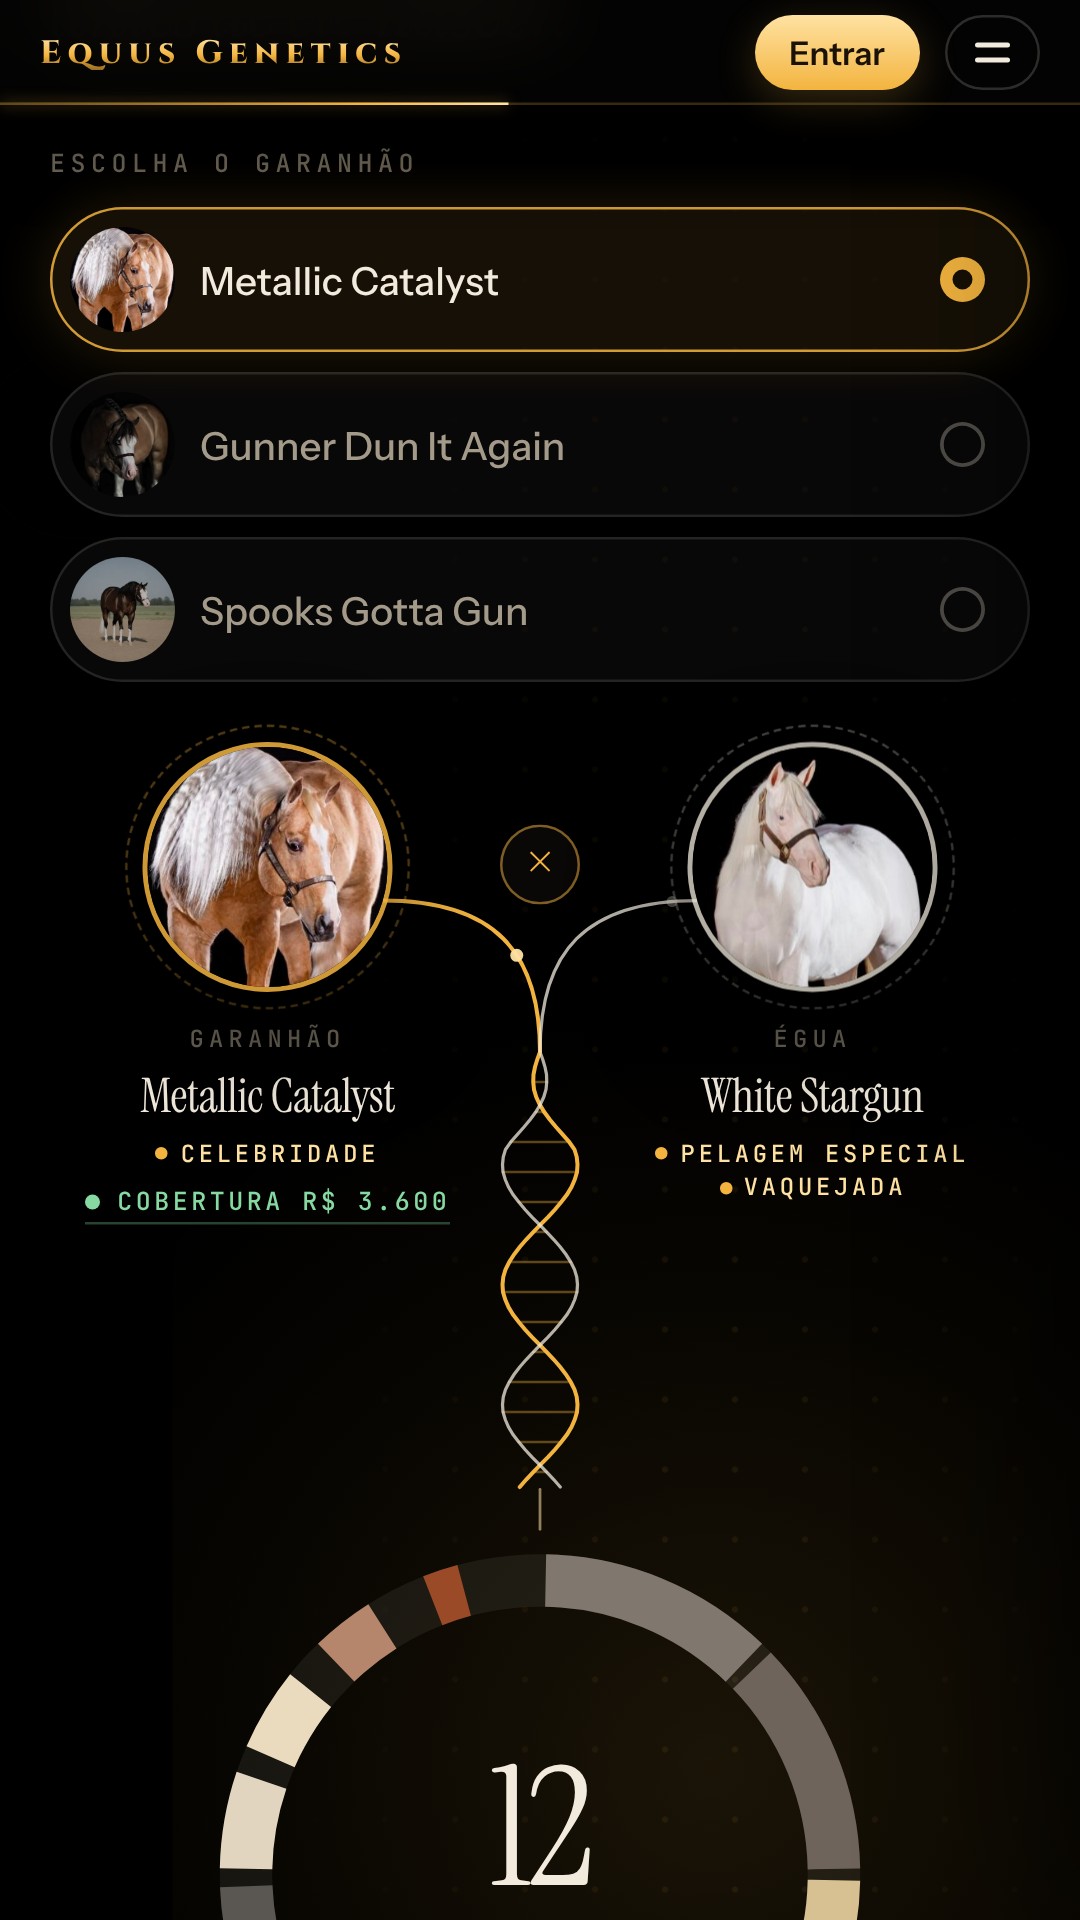 EQUUS GENETICS
Entrar
ESCOLHA O GARANHÃO
Metallic Catalyst
Gunner Dun It Again
Spooks Gotta Gun
GARANHÃO
Metallic Catalyst
CELEBRIDADE
COBERTURA R$ 3.600
ÉGUA
White Stargun
PELAGEM ESPECIAL
VAQUEJADA
12